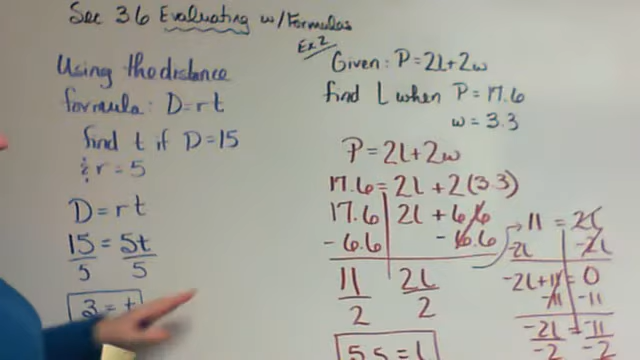 Sec 3.6 Evaluating w/Formulas
Using the distance
formula: D=rt
find t if D=15
& r=5
D=rt
15 = 5t
5 5
3 = t
Ex 2
Given: P=2L+2w
find L when P=17.6
w=3.3
P=2L+2w
17.6=2L+2(3.3)
17.6 2L+6.6
-6.6 -6.6
11 2L
2 2
5.5=L
11 = 2L
-2L -2L
-2L+11=0
-11 -11
-2L=-11
-2 -2